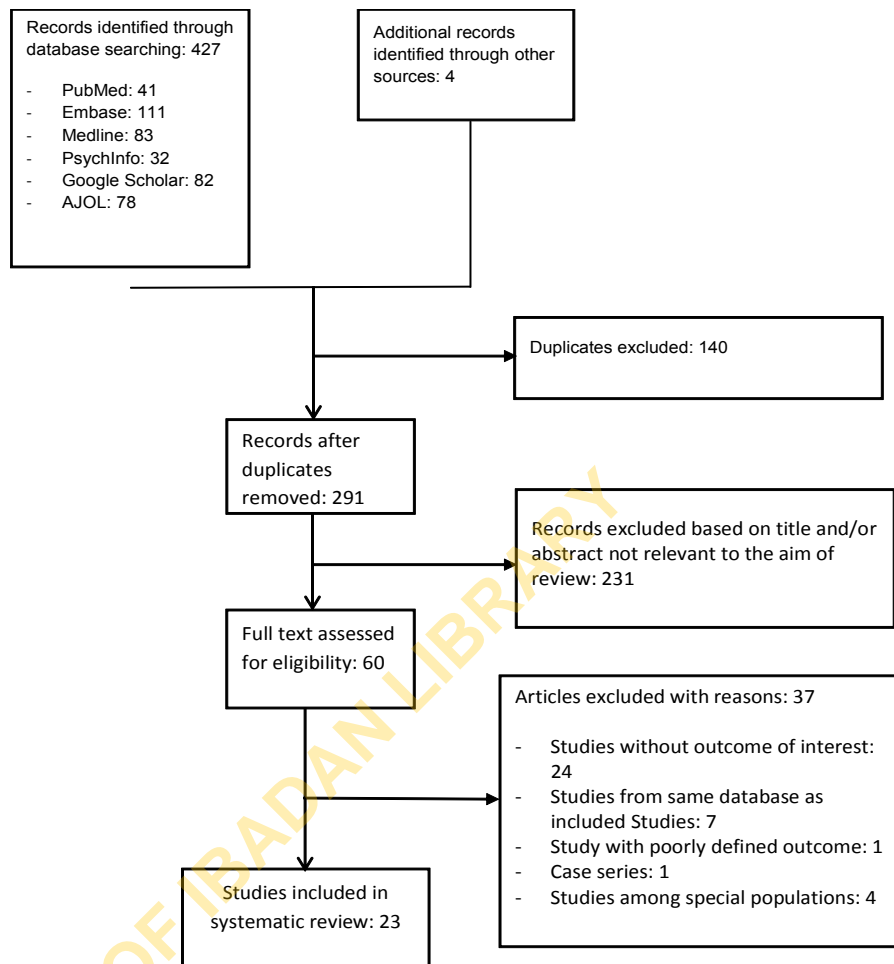 Records identified through
database searching: 427
- PubMed: 41
- Embase: 111
- Medline: 83
- PsychInfo: 32
- Google Scholar: 82
- AJOL: 78
Additional records
identified through other
sources: 4
Duplicates excluded: 140
Records after
duplicates
removed: 291
Records excluded based on title and/or
abstract not relevant to the aim of
review: 231
Full text assessed
for eligibility: 60
Articles excluded with reasons: 37
- Studies without outcome of interest:
24
- Studies from same database as
included Studies: 7
- Study with poorly defined outcome: 1
- Case series: 1
- Studies among special populations: 4
Studies included in
systematic review: 23
OF IBADAN LIBRARY